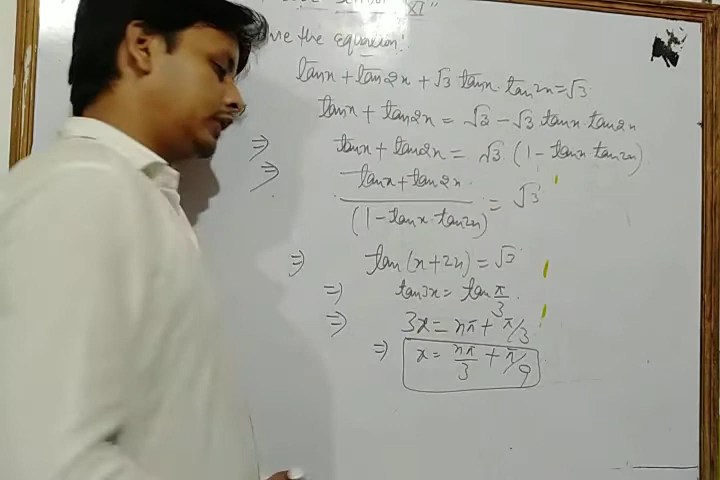 XI"
the equation:
tanx + tan2x + √3 tanx · tan2x = √3
tanx + tan2x = √3 - √3 tanx tan2x
⇒ tanx + tan2x = √3 (1 - tanx tan2x)
⇒ tanx + tan2x / (1 - tanx tan2x) = √3
⇒ tan (x + 2x) = √3
⇒ tan3x = tan π/3.
⇒ 3x = nπ + π/3
⇒ x = nπ/3 + π/9